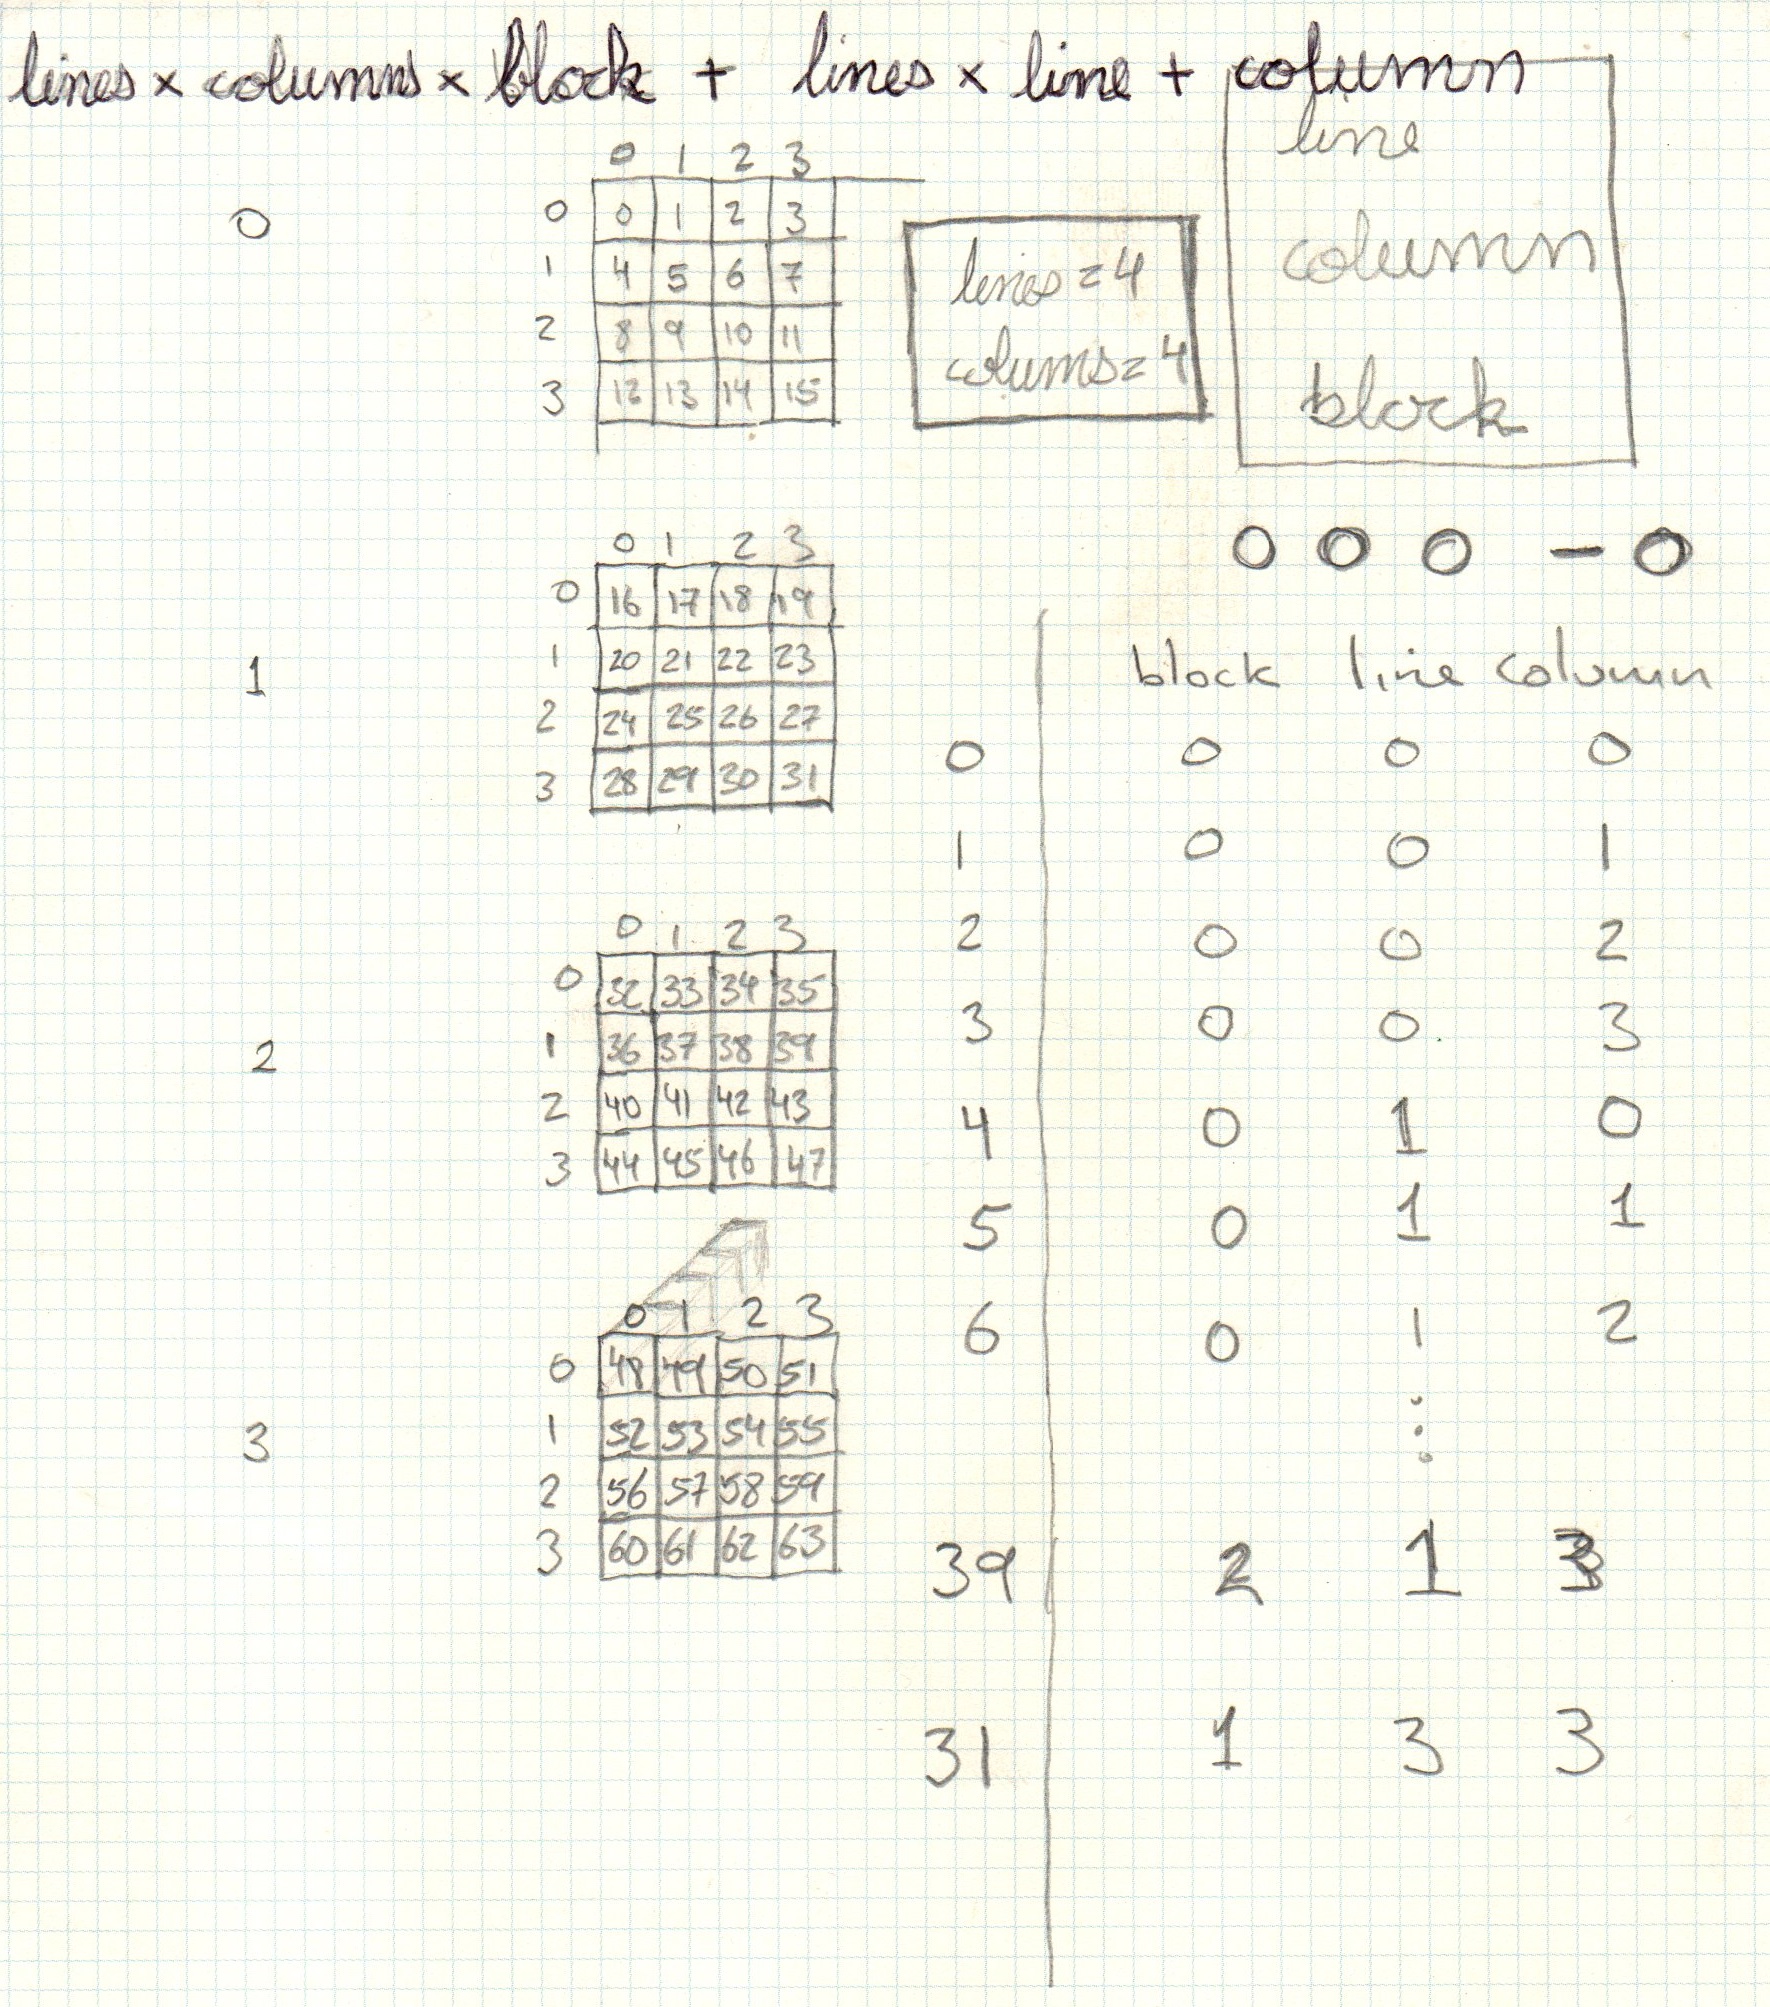 lines × columns × block + lines × line + column
line
column
block
lines = 4
colums = 4
0
0 1 2 3
0 0 1 2 3
1 4 5 6 7
2 8 9 10 11
3 12 13 14 15
1
0 1 2 3
0 16 17 18 19
1 20 21 22 23
2 24 25 26 27
3 28 29 30 31
2
0 1 2 3
0 32 33 34 35
1 36 37 38 39
2 40 41 42 43
3 44 45 46 47
3
0 1 2 3
0 48 49 50 51
1 52 53 54 55
2 56 57 58 59
3 60 61 62 63
0 0 0 – 0
block line column
0 0 0 0
1 0 0 1
2 0 0 2
3 0 0 3
4 0 1 0
5 0 1 1
6 0 1 2
⋮
39 2 1 3
31 1 3 3